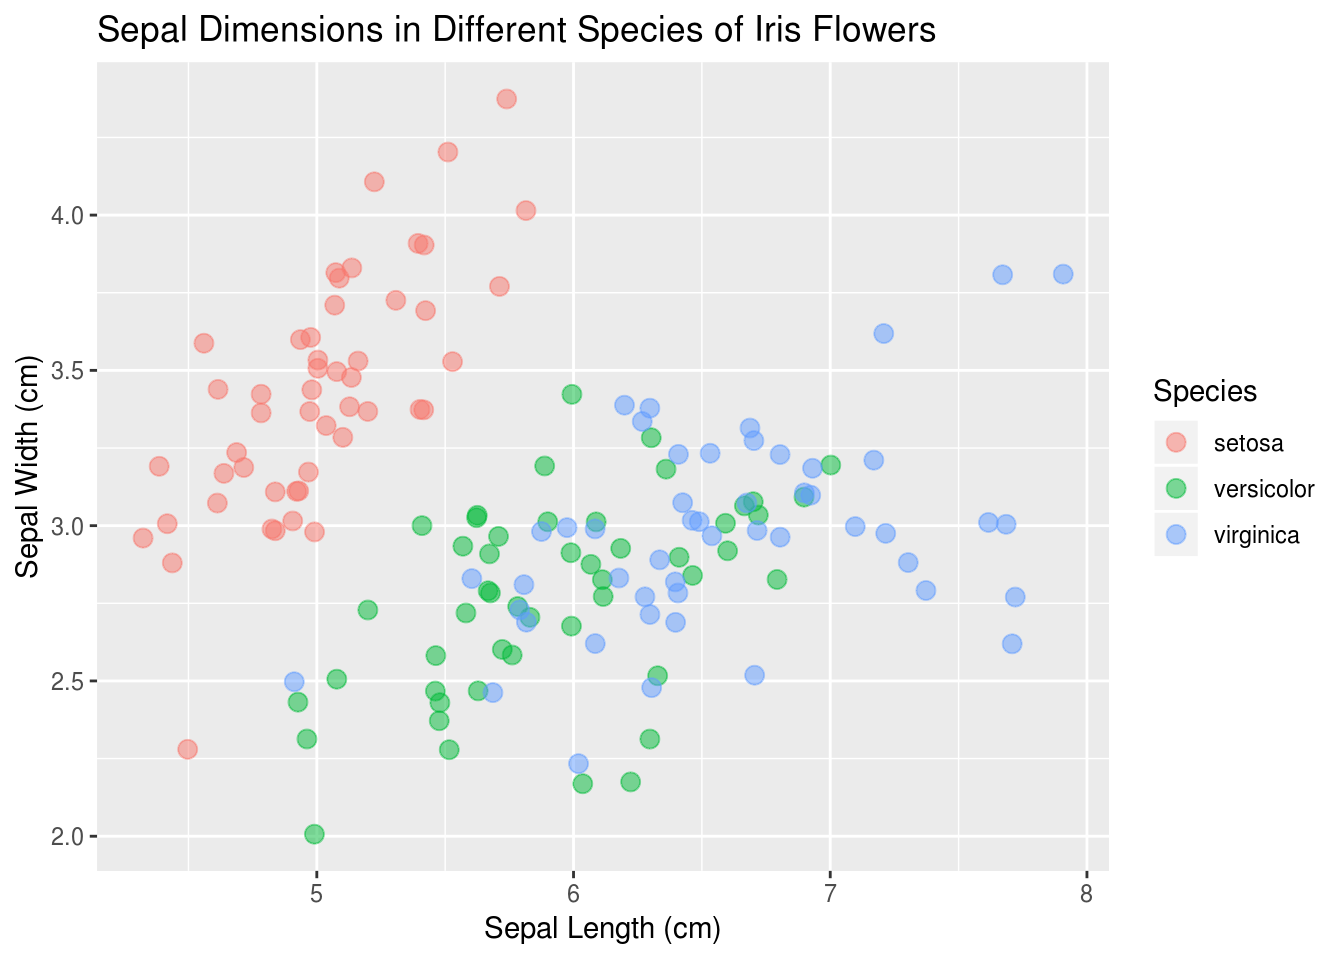 Sepal Dimensions in Different Species of Iris Flowers
4.0
3.5
3.0
2.5
2.0
Sepal Width (cm)
5 6 7 8
Sepal Length (cm)
Species
setosa
versicolor
virginica